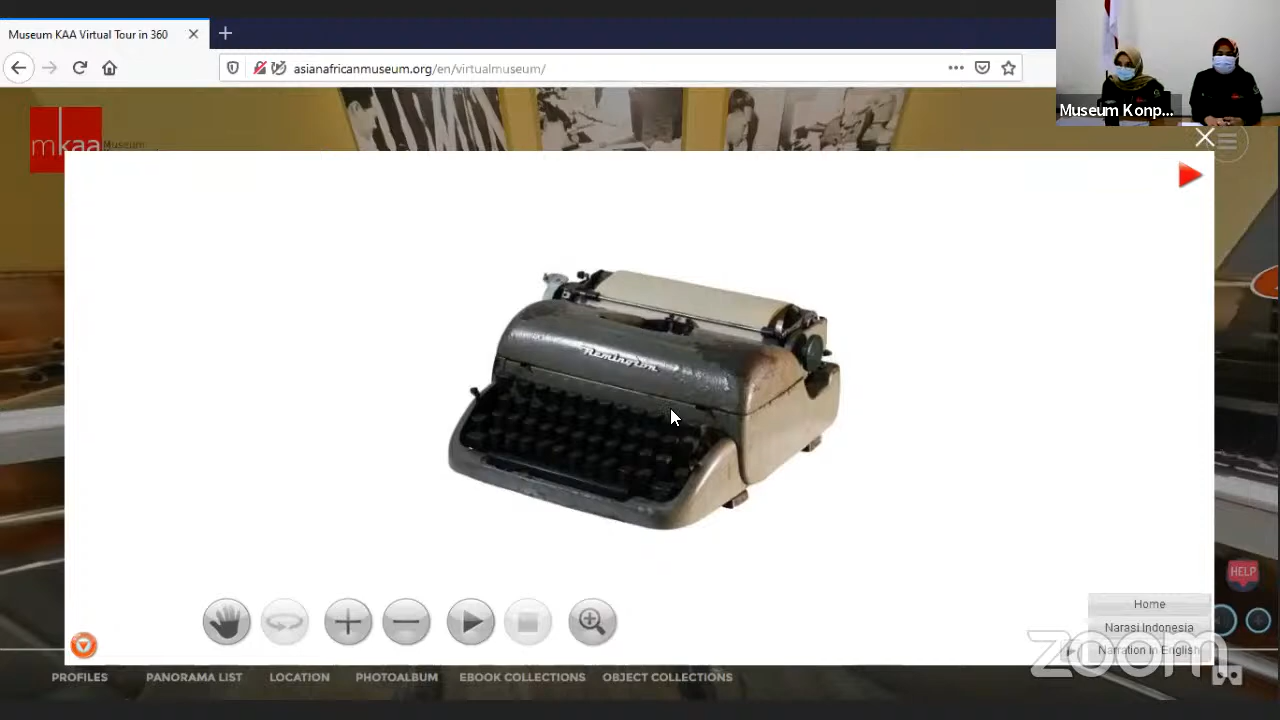 Museum KAA Virtual Tour in 360
asianafricanmuseum.org/en/virtualmuseum/
Museum Konp...
mkaa Museum
Remington
HELP
Home
Narasi Indonesia
Narration in English
zoom
PROFILES PANORAMA LIST LOCATION PHOTOALBUM EBOOK COLLECTIONS OBJECT COLLECTIONS